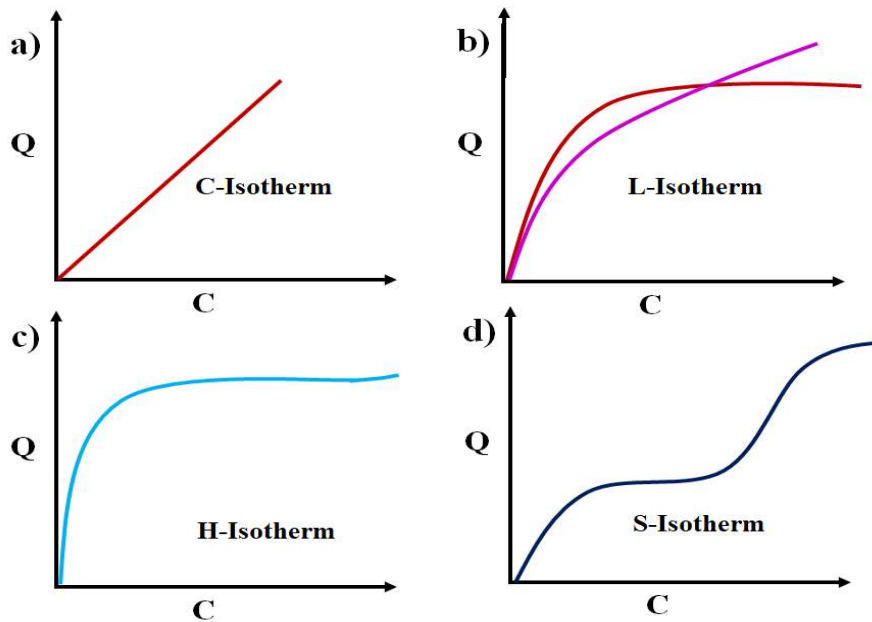 a)
Q
C-Isotherm
C
b)
Q
L-Isotherm
C
c)
Q
H-Isotherm
C
d)
Q
S-Isotherm
C